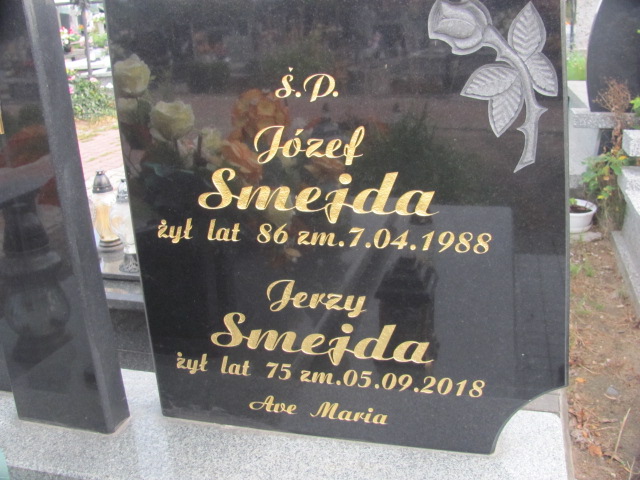 Ś.P.
Józef
Smejda
żył lat 86 zm.7.04.1988
Jerzy
Smejda
żył lat 75 zm.05.09.2018
Ave Maria